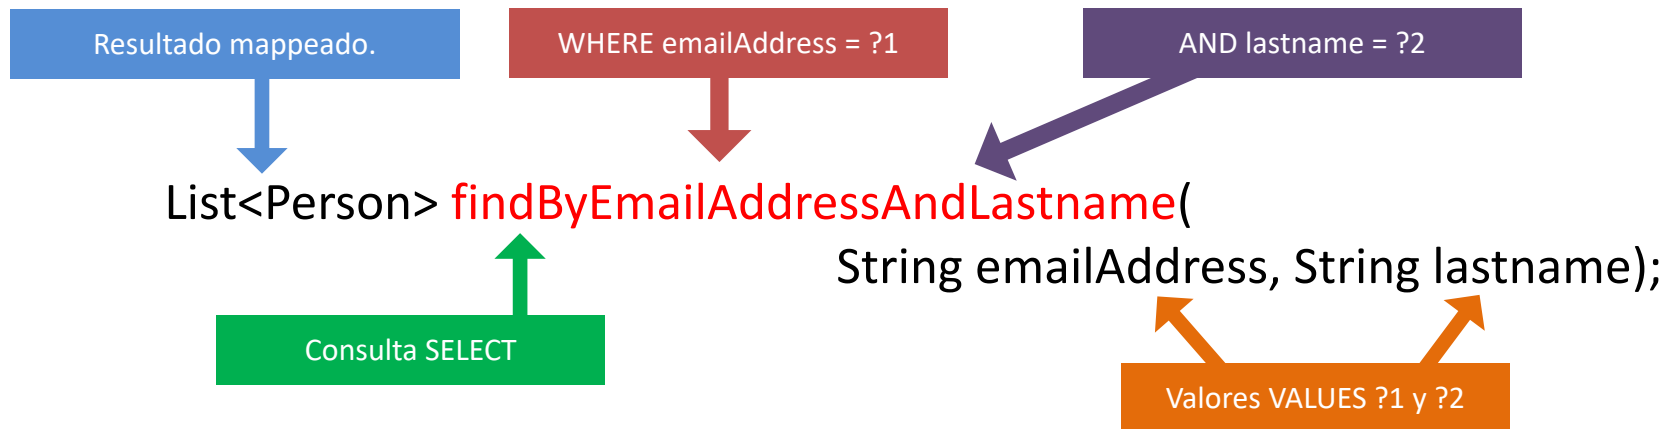 Resultado mappeado.
WHERE emailAddress = ?1
AND lastname = ?2
List<Person> findByEmailAddressAndLastname(
String emailAddress, String lastname);
Consulta SELECT
Valores VALUES ?1 y ?2